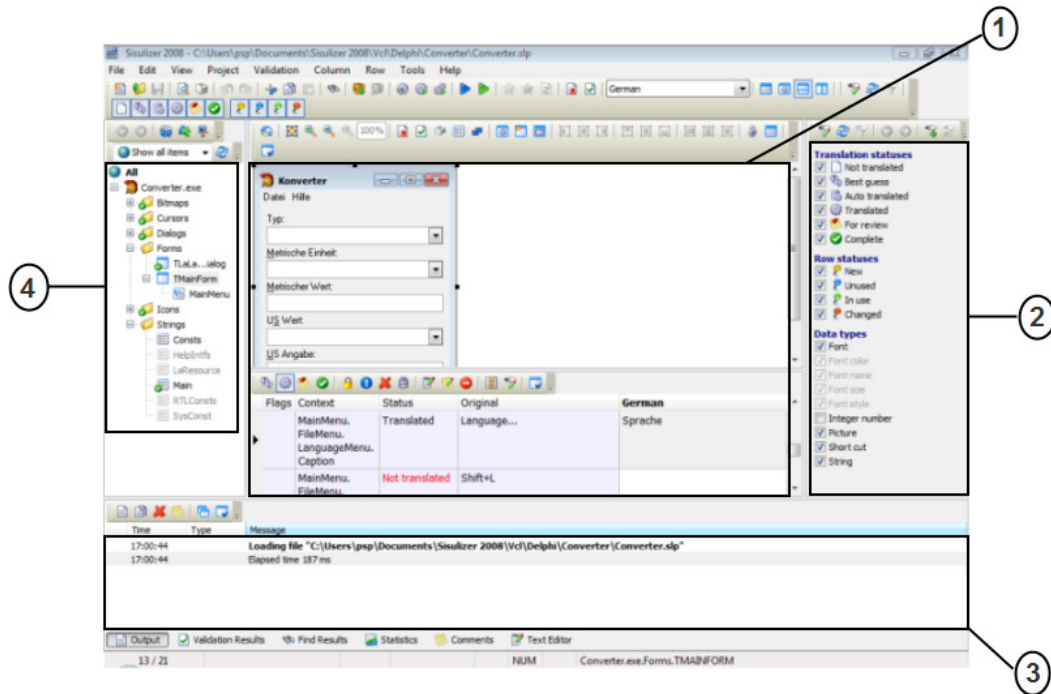 1
Sisulizer 2008 - C:\Users\psp\Documents\Sisulizer 2008\Vcl\Delphi\Converter\Converter.slp
File Edit View Project Validation Column Row Tools Help
German
100%
Show all items
All
Converter.exe
Bitmaps
Cursors
Dialogs
Forms
TLaLa...ialog
TMainForm
MainMenu
Icons
Strings
Consts
HelpIntfs
LaResource
Main
RTLConsts
SysConst
4
Konverter
Datei Hilfe
Typ:
Metrische Einheit:
Metrischer Wert:
US Wert:
US Angabe:
Flags Context Status Original German
MainMenu. Translated Language... Sprache
FileMenu.
LanguageMenu.
Caption
MainMenu. Not translated Shift+L
FileMenu.
Translation statuses
Not translated
Best guess
Auto translated
Translated
For review
Complete
Row statuses
New
Unused
In use
Changed
Data types
Font
Font color
Font name
Font size
Font style
Integer number
Picture
Short cut
String
2
Time Type Message
17:00:44 Loading file "C:\Users\psp\Documents\Sisulizer 2008\Vcl\Delphi\Converter\Converter.slp"
17:00:44 Elapsed time 187 ms
Output Validation Results Find Results Statistics Comments Text Editor
13 / 21 NUM Converter.exe.Forms.TMAINFORM
3